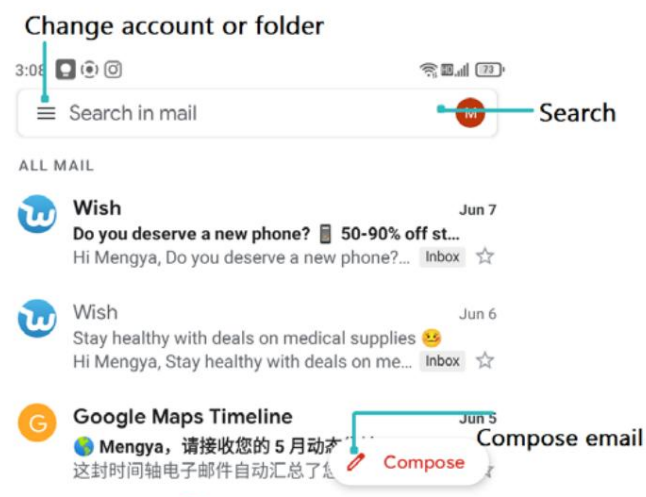 Change account or folder
3:08 HD 73
Search in mail M
Search
ALL MAIL
Wish Jun 7
Do you deserve a new phone? 50-90% off st...
Hi Mengya, Do you deserve a new phone?... Inbox
Wish Jun 6
Stay healthy with deals on medical supplies
Hi Mengya, Stay healthy with deals on me... Inbox
G Google Maps Timeline Jun 5
Mengya，请接收您的 5 月动态
Compose email
这封时间轴电子邮件自动汇总了
Compose